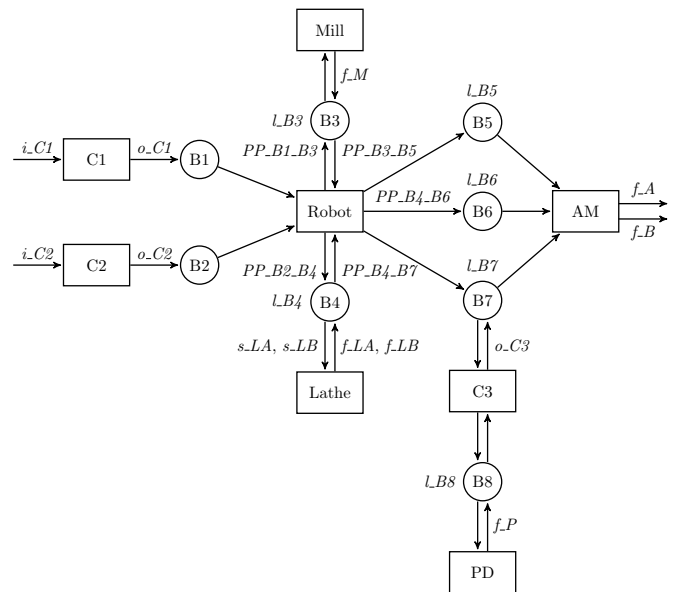 Mill
f_M
l_B3
B3
l_B5
B5
i_C1
C1
o_C1
B1
PP_B1_B3
PP_B3_B5
l_B6
PP_B4_B6
B6
Robot
AM
f_A
f_B
i_C2
C2
o_C2
B2
PP_B2_B4
PP_B4_B7
l_B7
B7
l_B4
B4
s_LA, s_LB
f_LA, f_LB
o_C3
Lathe
C3
l_B8
B8
f_P
PD